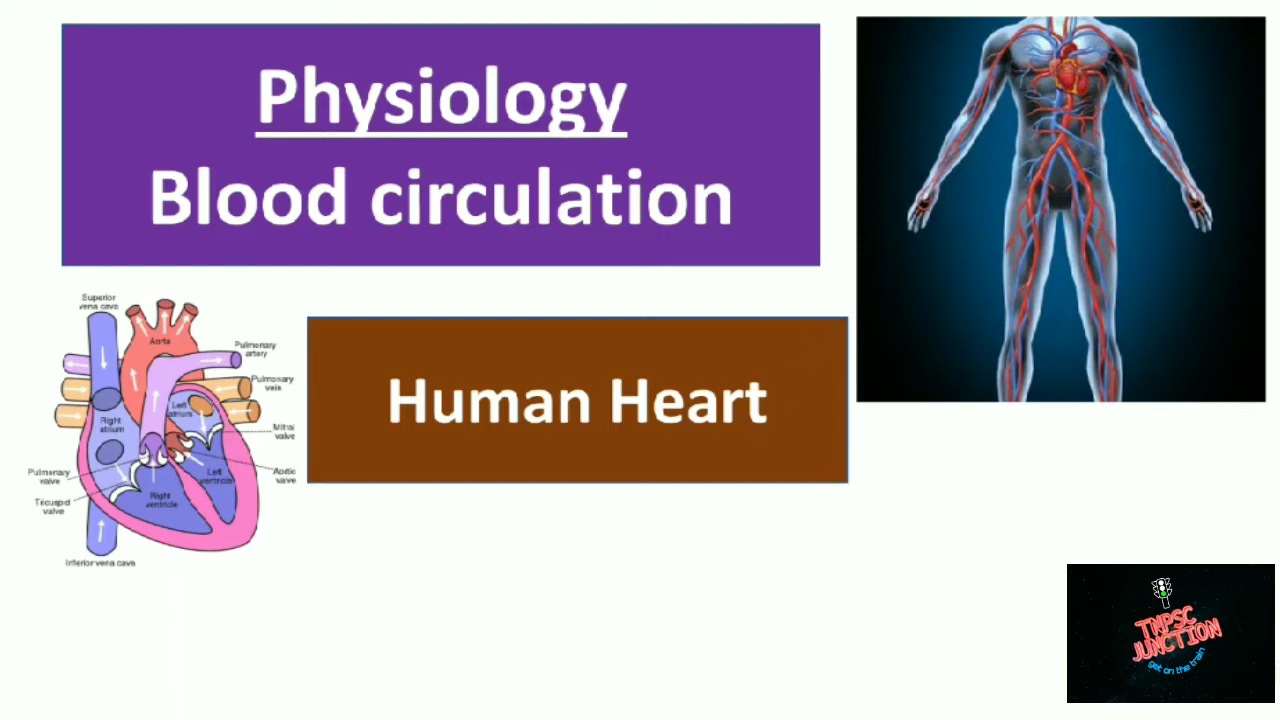 Physiology
Blood circulation
Human Heart
Superior
vena cava
Aorta
Pulmonary
artery
Pulmonary
vein
Left
atrium
Right
atrium
Mitral
valve
Pulmonary
valve
Aortic
valve
Left
ventricle
Tricuspid
valve
Right
ventricle
Inferior vena cava
TNPSC
JUNCTION
get on the train